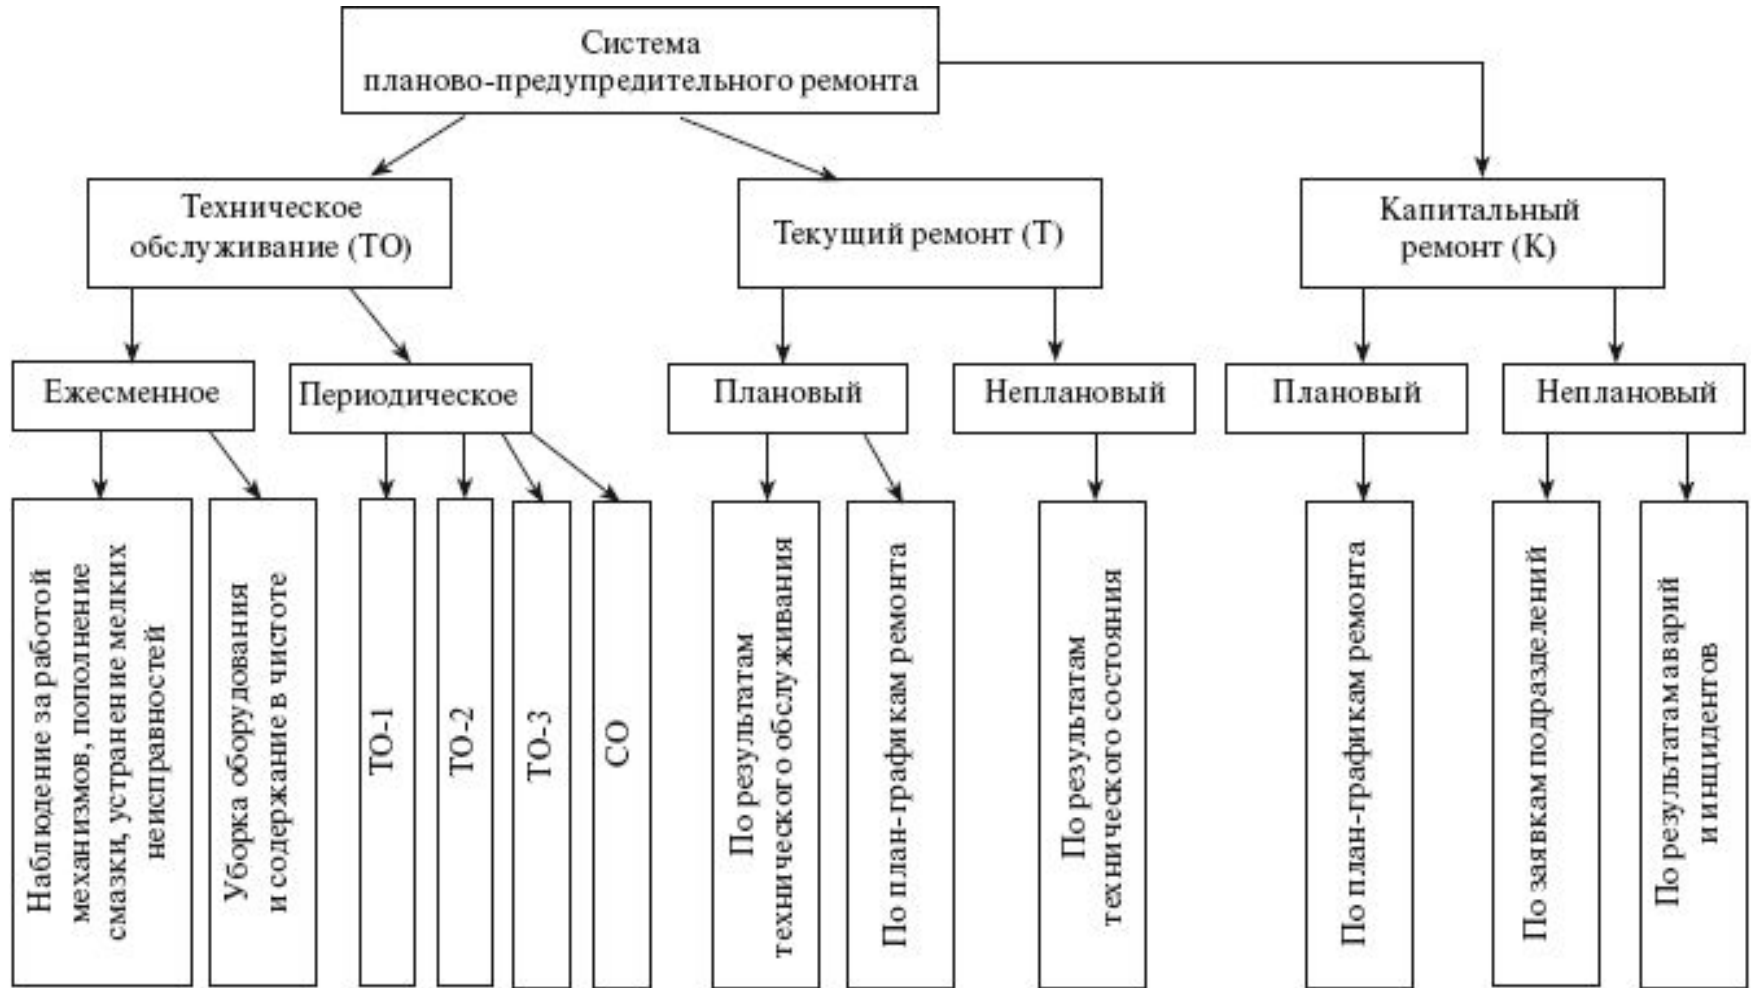 Система
планово-предупредительного ремонта
Техническое
обслуживание (ТО)
Текущий ремонт (Т)
Капитальный
ремонт (К)
Ежесменное
Периодическое
Плановый
Неплановый
Плановый
Неплановый
Наблюдение за работой
механизмов, пополнение
смазки, устранение мелких
неисправностей
Уборка оборудования
и содержание в чистоте
ТО-1
ТО-2
ТО-3
СО
По результатам
технического обслуживания
По план-графикам ремонта
По результатам
технического состояния
По план-графикам ремонта
По заявкам подразделений
По результатам аварий
и инцидентов